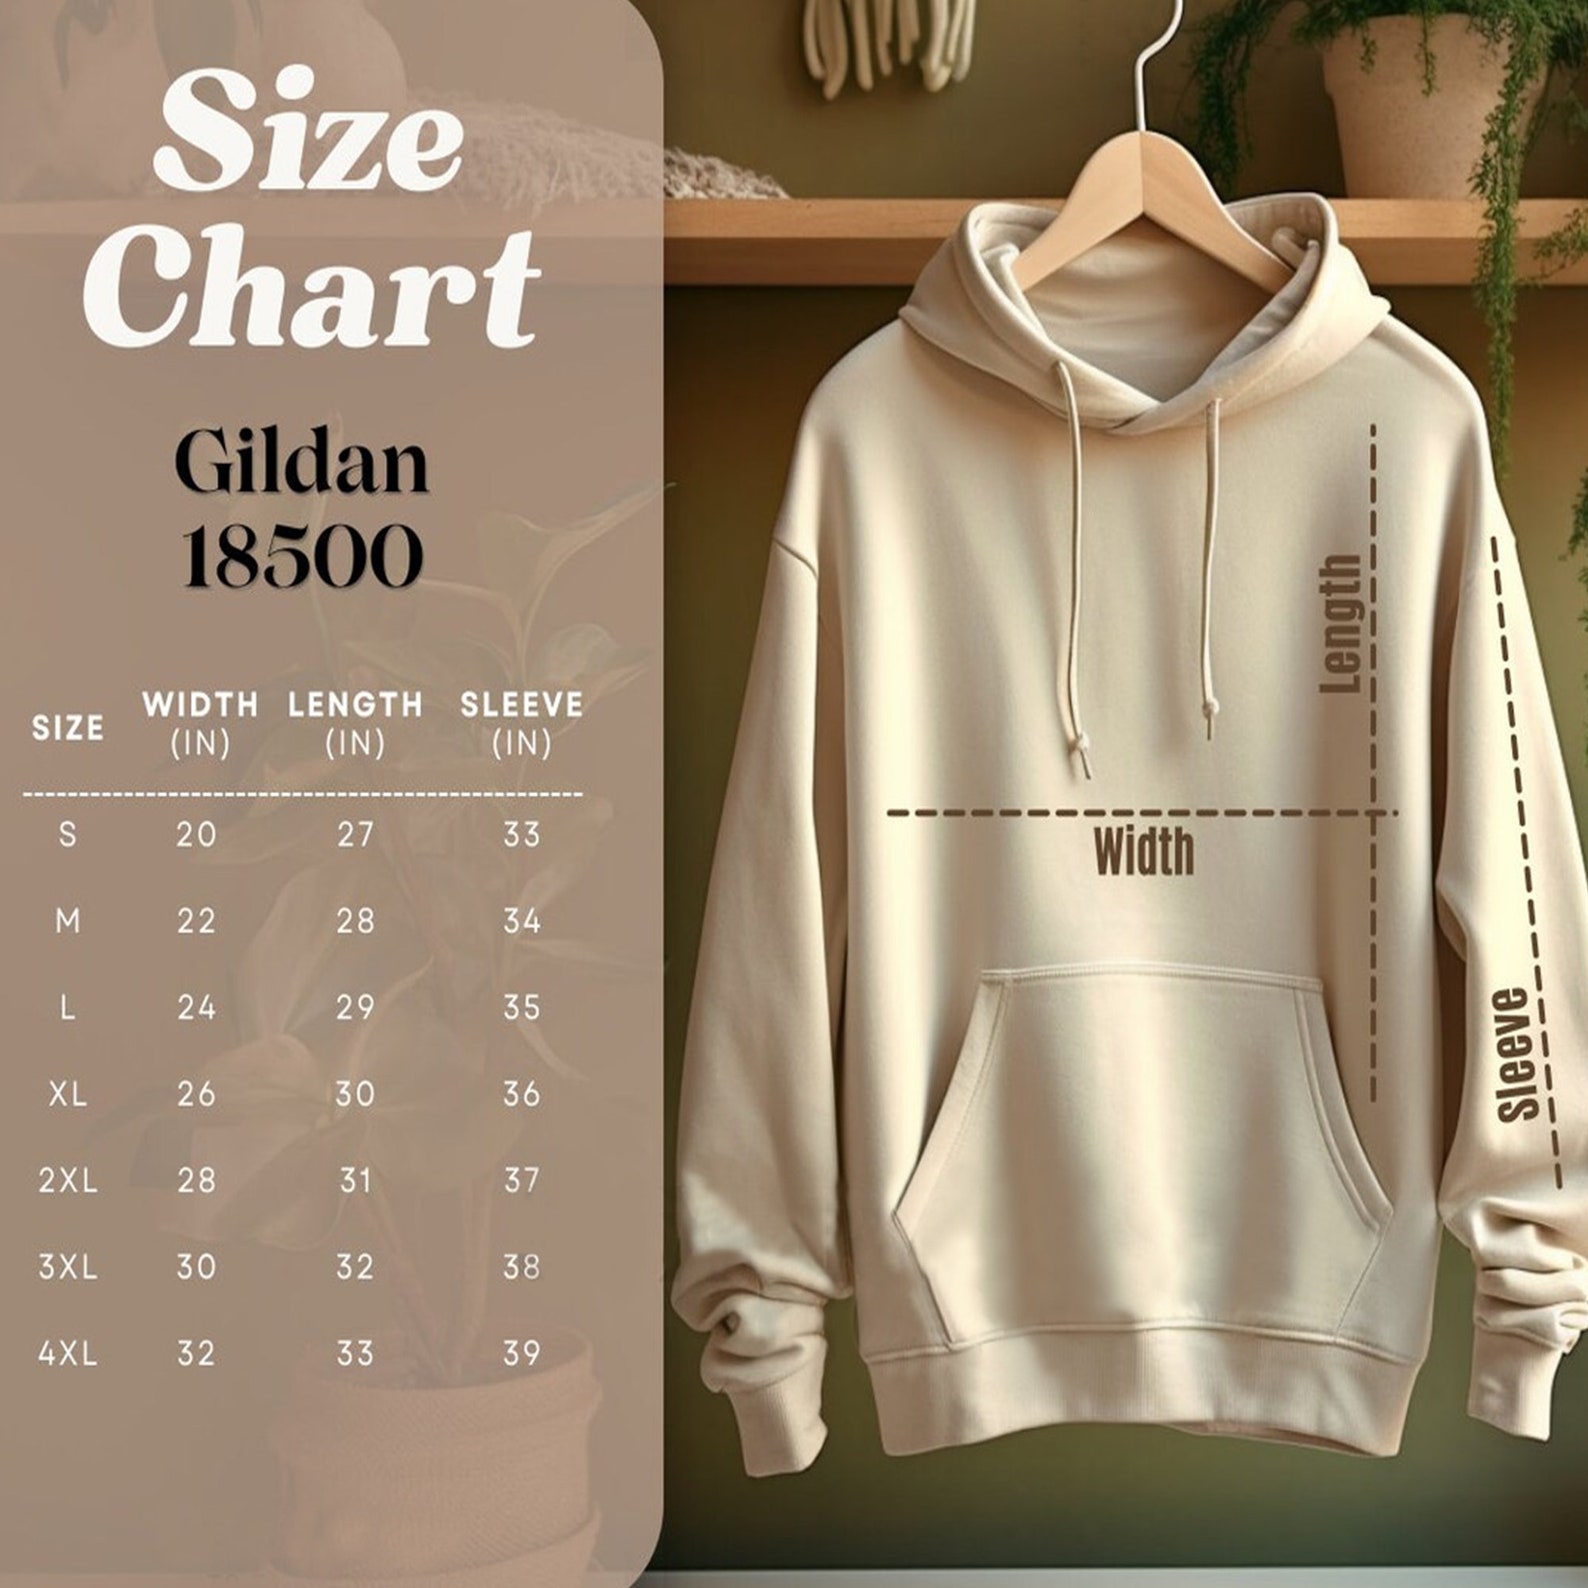 Size
Chart
Gildan
18500
SIZE WIDTH (IN) LENGTH (IN) SLEEVE (IN)
S 20 27 33
M 22 28 34
L 24 29 35
XL 26 30 36
2XL 28 31 37
3XL 30 32 38
4XL 32 33 39
Length
Width
Sleeve